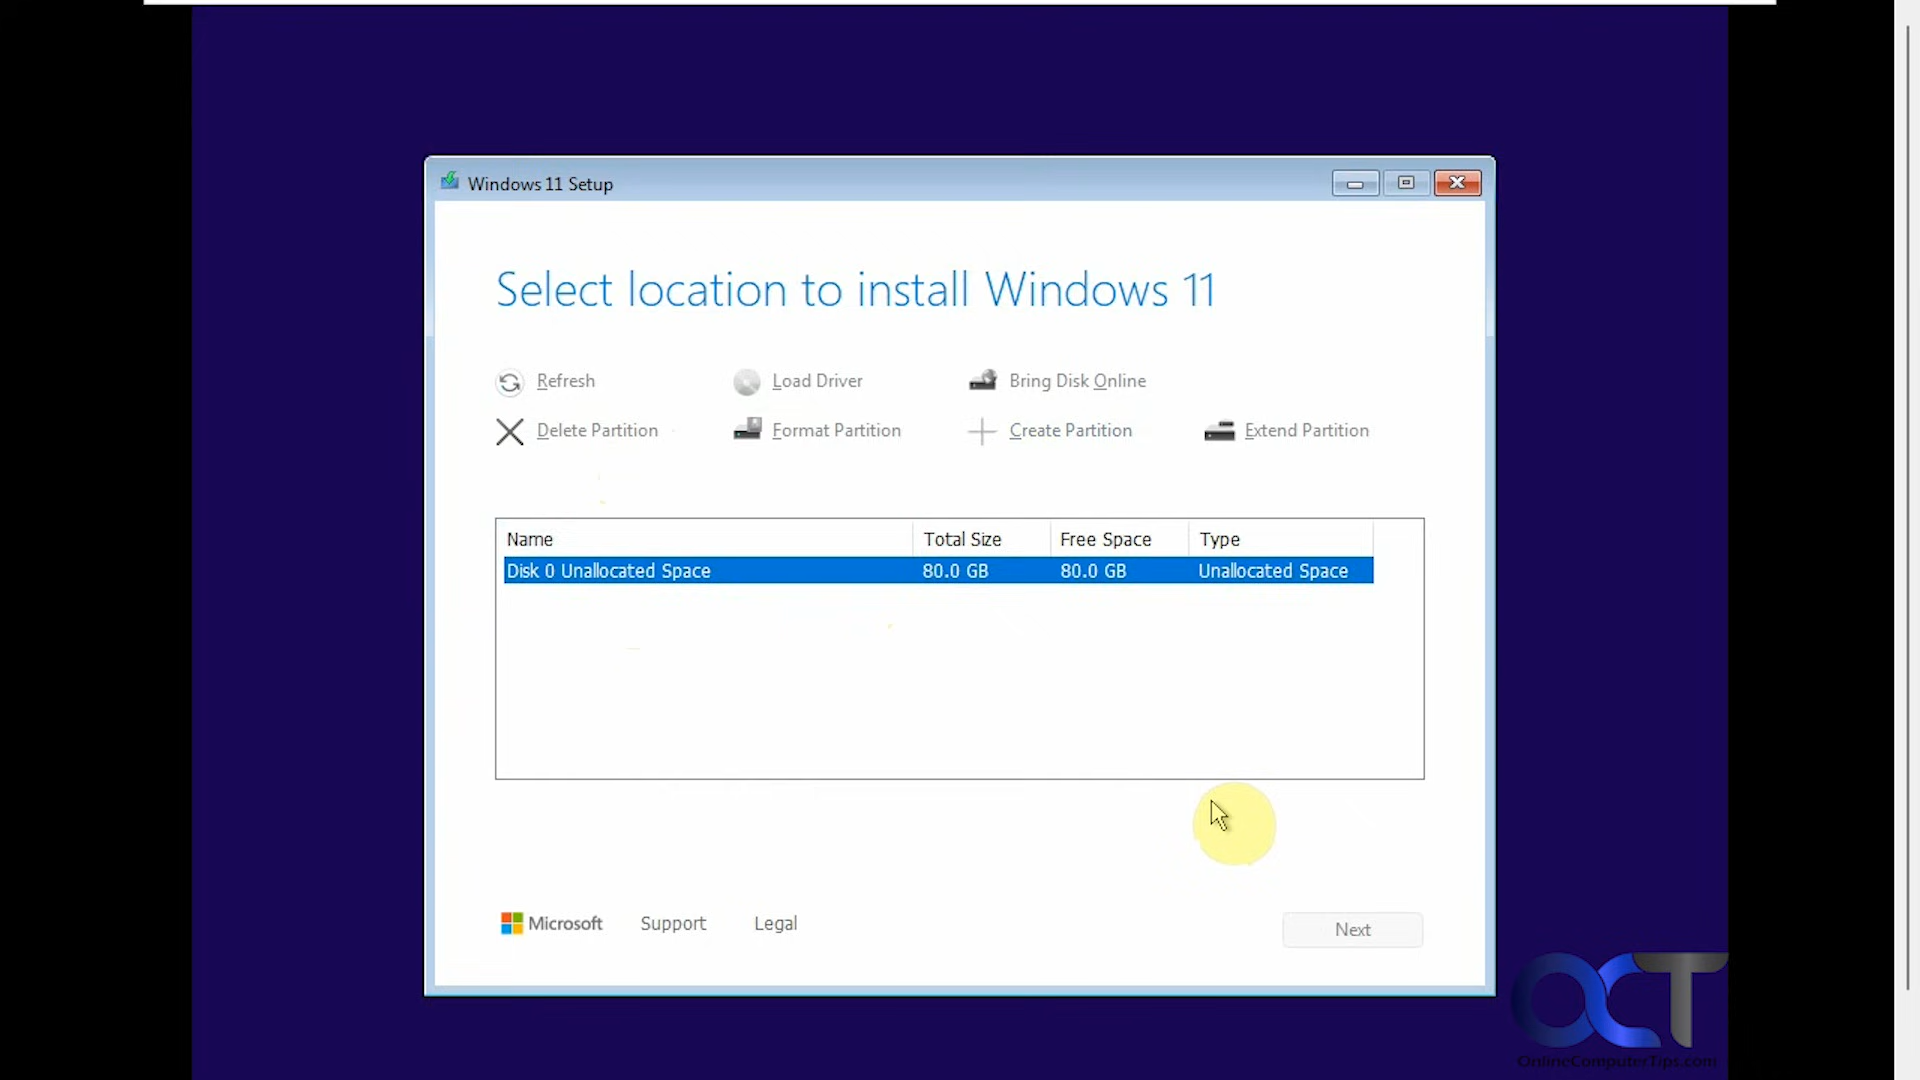 Windows 11 Setup
Select location to install Windows 11
Refresh Load Driver Bring Disk Online
Delete Partition Format Partition Create Partition Extend Partition
Name Total Size Free Space Type
Disk 0 Unallocated Space 80.0 GB 80.0 GB Unallocated Space
Microsoft Support Legal Next
OCT
OnlineComputerTips.com